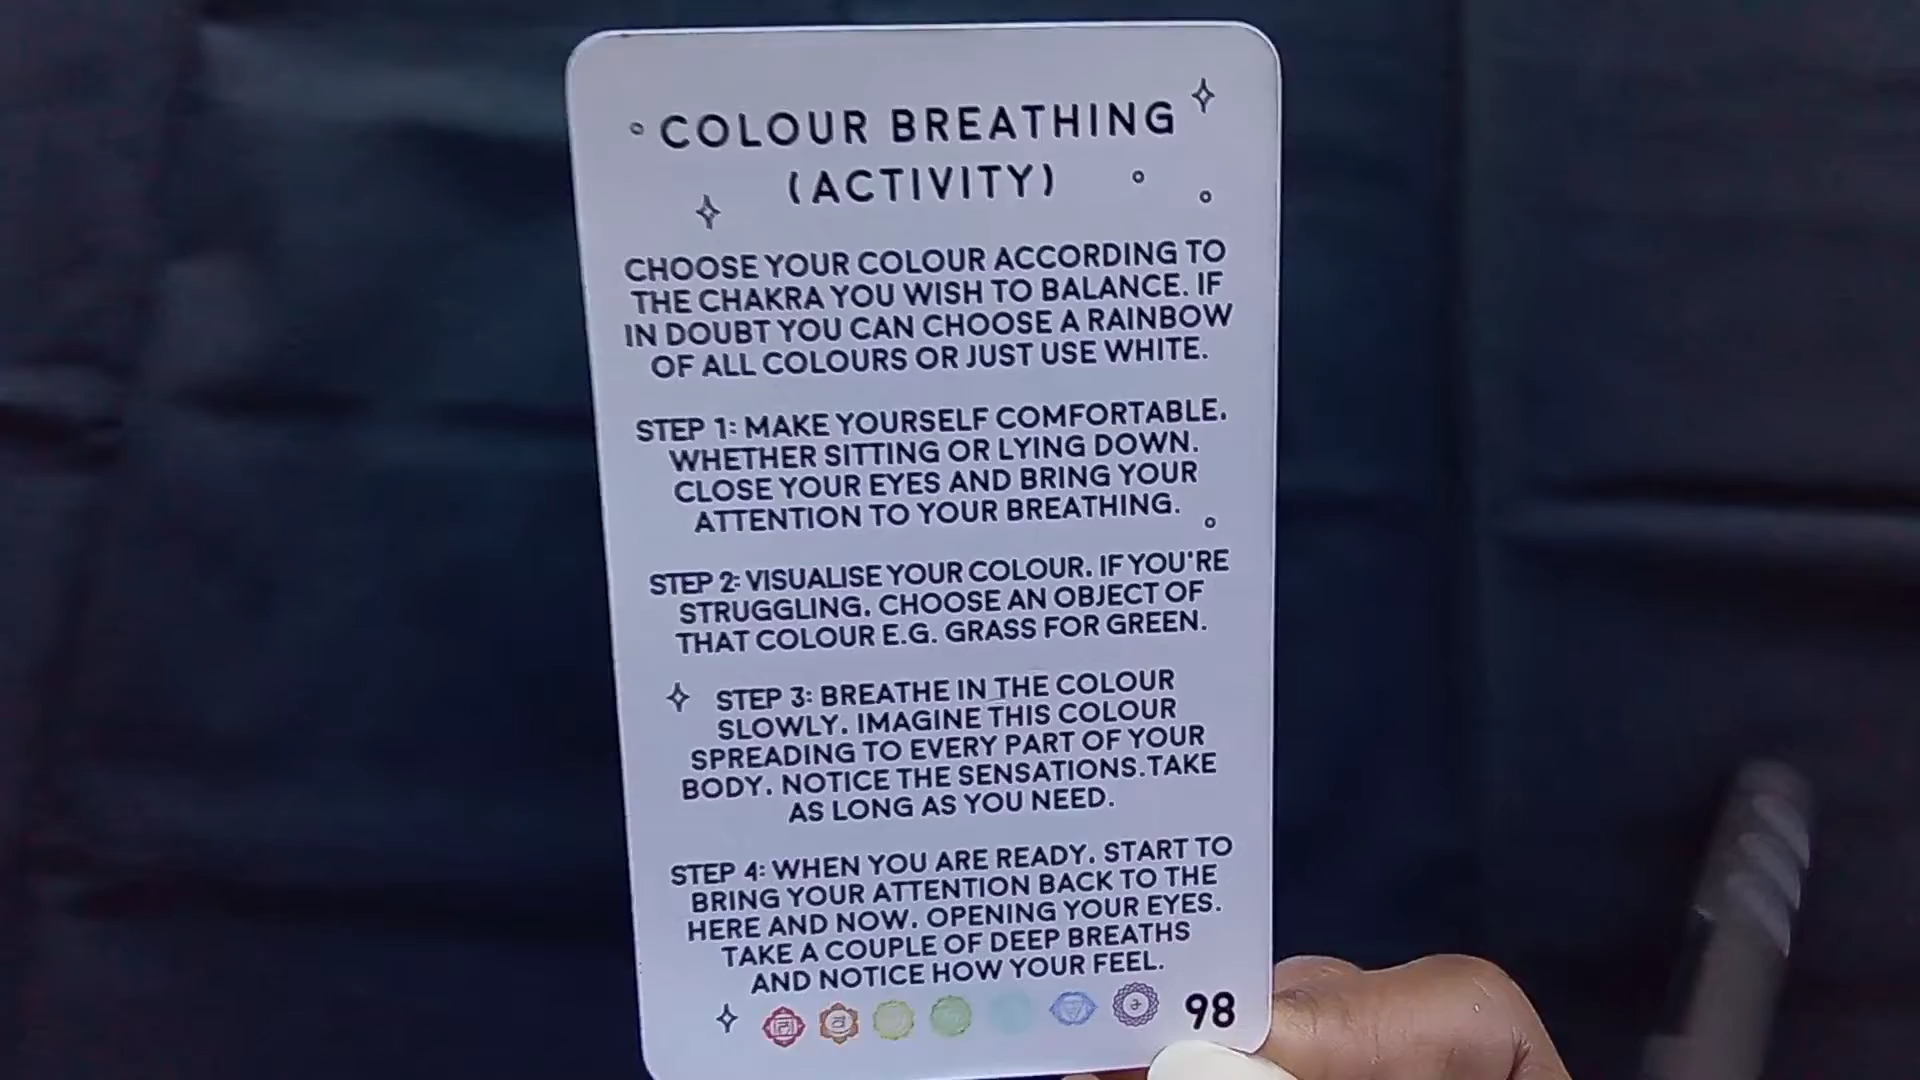 COLOUR BREATHING
(ACTIVITY)
CHOOSE YOUR COLOUR ACCORDING TO
THE CHAKRA YOU WISH TO BALANCE. IF
IN DOUBT YOU CAN CHOOSE A RAINBOW
OF ALL COLOURS OR JUST USE WHITE.
STEP 1: MAKE YOURSELF COMFORTABLE.
WHETHER SITTING OR LYING DOWN.
CLOSE YOUR EYES AND BRING YOUR
ATTENTION TO YOUR BREATHING.
STEP 2: VISUALISE YOUR COLOUR. IF YOU'RE
STRUGGLING. CHOOSE AN OBJECT OF
THAT COLOUR E.G. GRASS FOR GREEN.
STEP 3: BREATHE IN THE COLOUR
SLOWLY. IMAGINE THIS COLOUR
SPREADING TO EVERY PART OF YOUR
BODY. NOTICE THE SENSATIONS.TAKE
AS LONG AS YOU NEED.
STEP 4: WHEN YOU ARE READY. START TO
BRING YOUR ATTENTION BACK TO THE
HERE AND NOW. OPENING YOUR EYES.
TAKE A COUPLE OF DEEP BREATHS
AND NOTICE HOW YOUR FEEL.
98